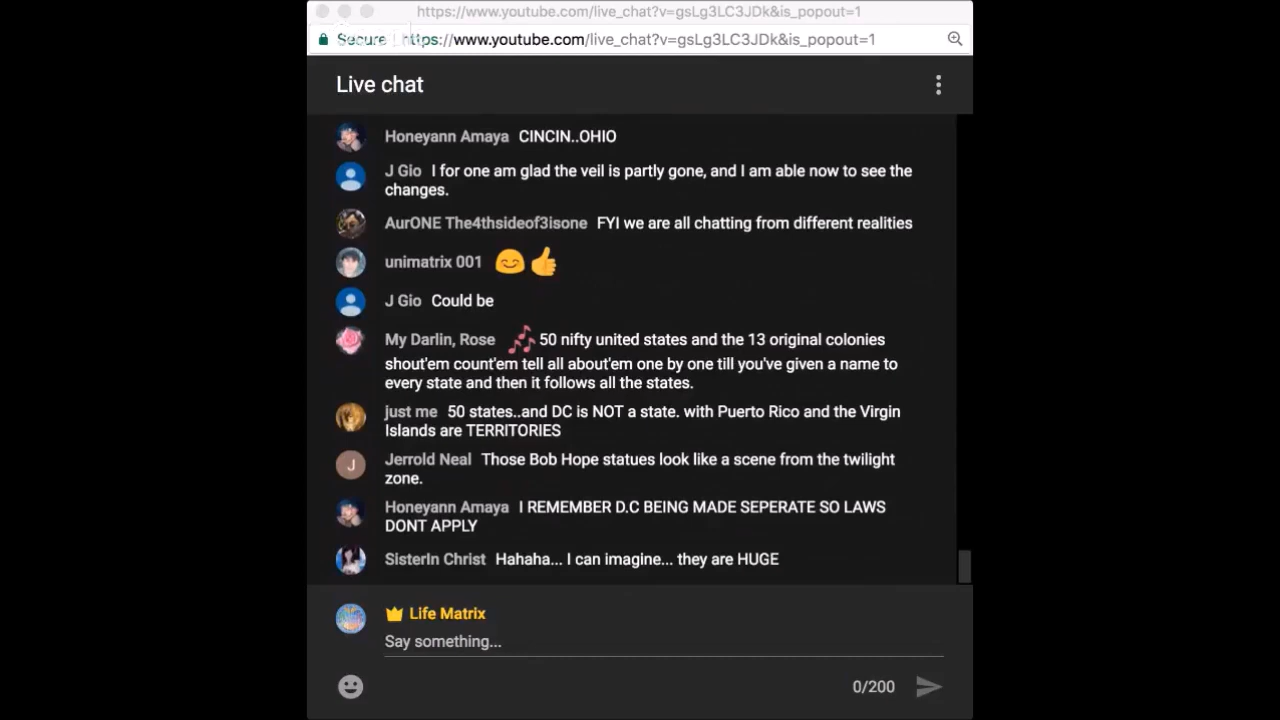 https://www.youtube.com/live_chat?v=gsLg3LC3JDk&is_popout=1
Secure https://www.youtube.com/live_chat?v=gsLg3LC3JDk&is_popout=1
Live chat
Honeyann Amaya CINCIN..OHIO
J Gio I for one am glad the veil is partly gone, and I am able now to see the
changes.
AurONE The4thsideof3isone FYI we are all chatting from different realities
unimatrix 001 😊👍
J Gio Could be
My Darlin, Rose 🎶 50 nifty united states and the 13 original colonies
shout'em count'em tell all about'em one by one till you've given a name to
every state and then it follows all the states.
just me 50 states..and DC is NOT a state. with Puerto Rico and the Virgin
Islands are TERRITORIES
J
Jerrold Neal Those Bob Hope statues look like a scene from the twilight
zone.
Honeyann Amaya I REMEMBER D.C BEING MADE SEPERATE SO LAWS
DONT APPLY
SisterIn Christ Hahaha... I can imagine... they are HUGE
Life Matrix
Say something...
0/200